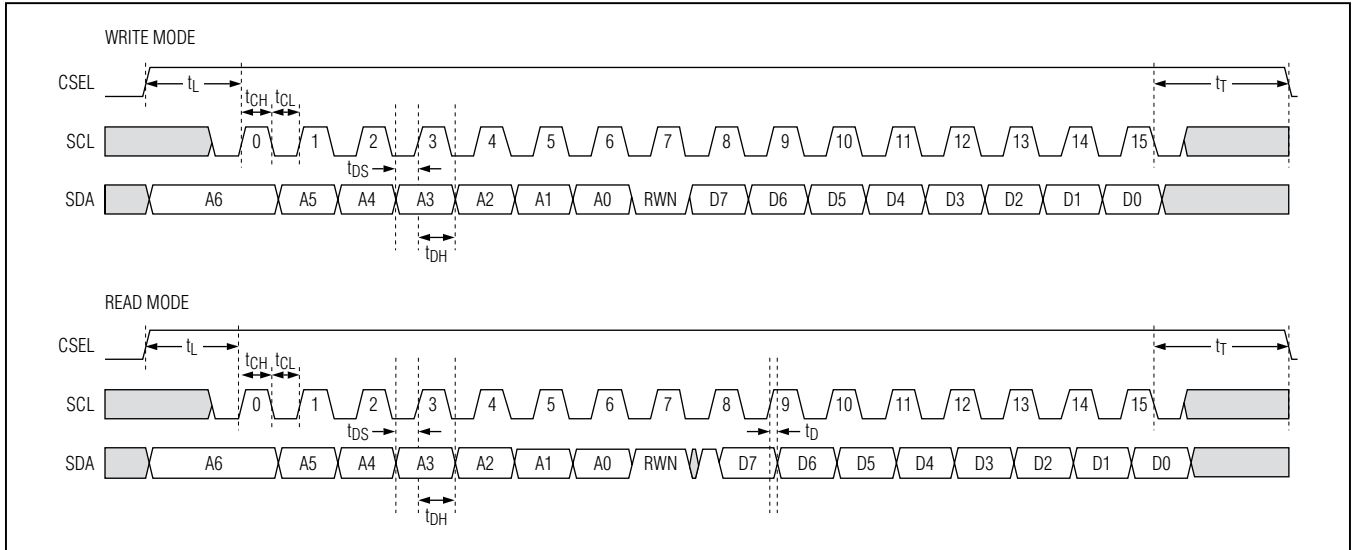 WRITE MODE
CSEL tL tT
tCH tCL
SCL 0 1 2 3 4 5 6 7 8 9 10 11 12 13 14 15
tDS
SDA A6 A5 A4 A3 A2 A1 A0 RWN D7 D6 D5 D4 D3 D2 D1 D0
tDH
READ MODE
CSEL tL tT
tCH tCL
SCL 0 1 2 3 4 5 6 7 8 9 10 11 12 13 14 15
tDS tD
SDA A6 A5 A4 A3 A2 A1 A0 RWN D7 D6 D5 D4 D3 D2 D1 D0
tDH